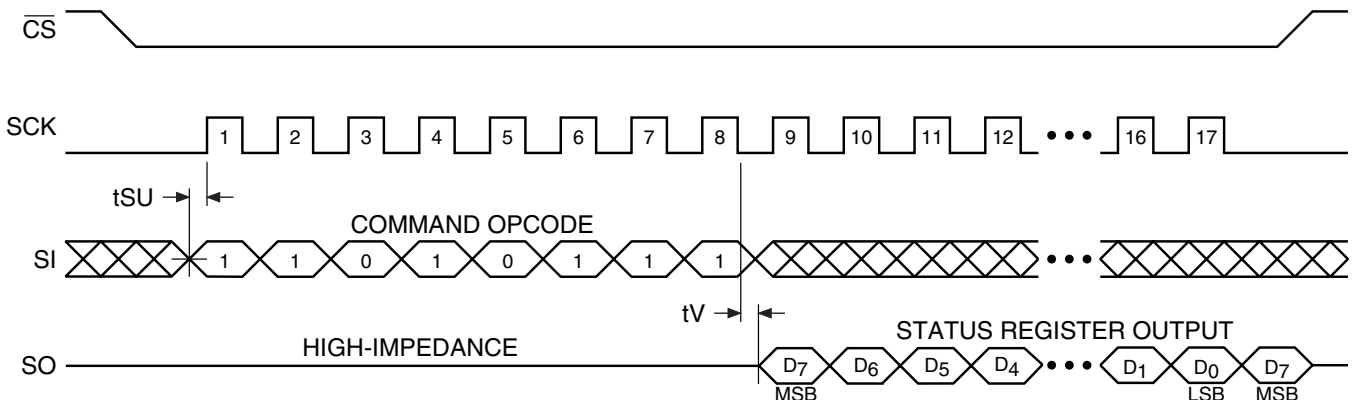 CS
SCK 1 2 3 4 5 6 7 8 9 10 11 12 ••• 16 17
tSU
COMMAND OPCODE
SI 1 1 0 1 0 1 1 1 •••
tV
STATUS REGISTER OUTPUT
HIGH-IMPEDANCE
SO D7 D6 D5 D4 ••• D1 D0 D7
MSB LSB MSB